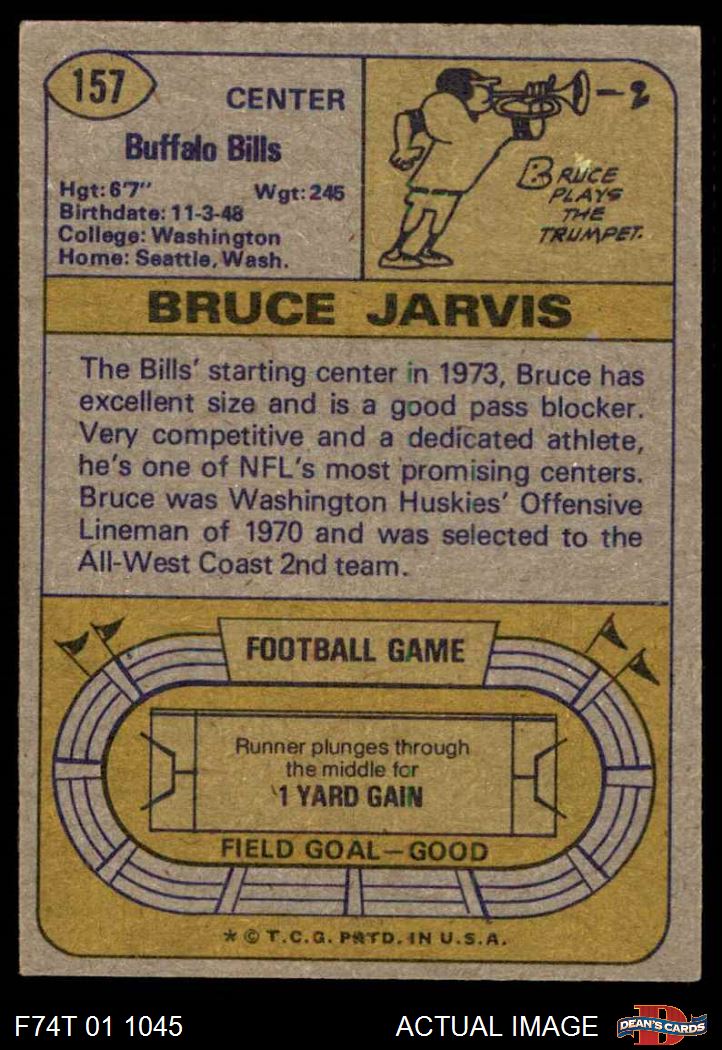 157
CENTER
Buffalo Bills
Hgt: 6'7" Wgt: 245
Birthdate: 11-3-48
College: Washington
Home: Seattle, Wash.
BRUCE
PLAYS
THE
TRUMPET.
BRUCE JARVIS
The Bills' starting center in 1973, Bruce has
excellent size and is a good pass blocker.
Very competitive and a dedicated athlete,
he's one of NFL's most promising centers.
Bruce was Washington Huskies' Offensive
Lineman of 1970 and was selected to the
All-West Coast 2nd team.
FOOTBALL GAME
Runner plunges through
the middle for
1 YARD GAIN
FIELD GOAL—GOOD
* © T.C.G. PRTD. IN U.S.A.
F74T 01 1045 ACTUAL IMAGE
DEAN'S CARDS